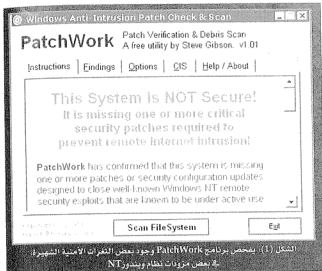 Windows Anti-Intrusion Patch Check & Scan
PatchWork
Patch Verification & Debris Scan
A free utility by Steve Gibson. v1.01
Instructions
Findings
Options
CIS
Help / About
This System is NOT Secure!
It is missing one or more critical
security patches required to
prevent remote internet intrusion!
PatchWork has confirmed that this system is missing
one or more patches or security configuration updates
designed to close well-known Windows NT remote
security exploits that are known to be under active use
Scan FileSystem
Exit
الشكل (1): يفحص برنامج PatchWork وجود بعض الثغرات الأمنية الشهيرة
في بعض مزودات نظام ويندوز NT